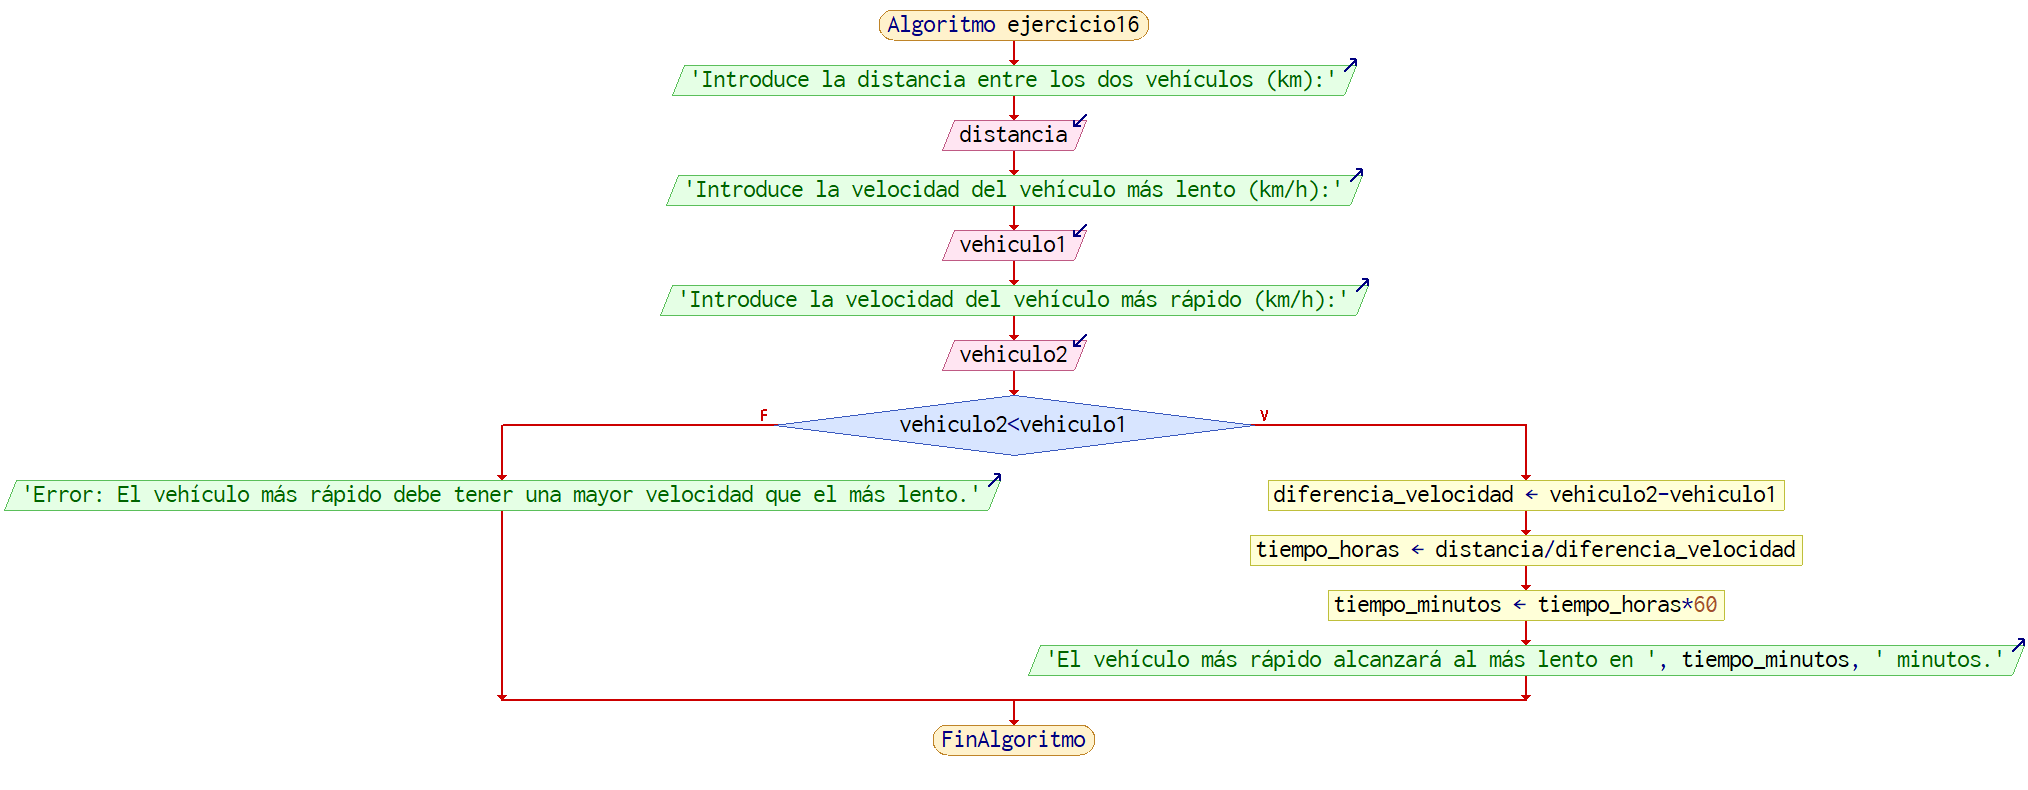 Algoritmo ejercicio16
'Introduce la distancia entre los dos vehículos (km):'
distancia
'Introduce la velocidad del vehículo más lento (km/h):'
vehiculo1
'Introduce la velocidad del vehículo más rápido (km/h):'
vehiculo2
F
V
vehiculo2<vehiculo1
'Error: El vehículo más rápido debe tener una mayor velocidad que el más lento.'
diferencia_velocidad ← vehiculo2-vehiculo1
tiempo_horas ← distancia/diferencia_velocidad
tiempo_minutos ← tiempo_horas*60
'El vehículo más rápido alcanzará al más lento en ', tiempo_minutos, ' minutos.'
FinAlgoritmo